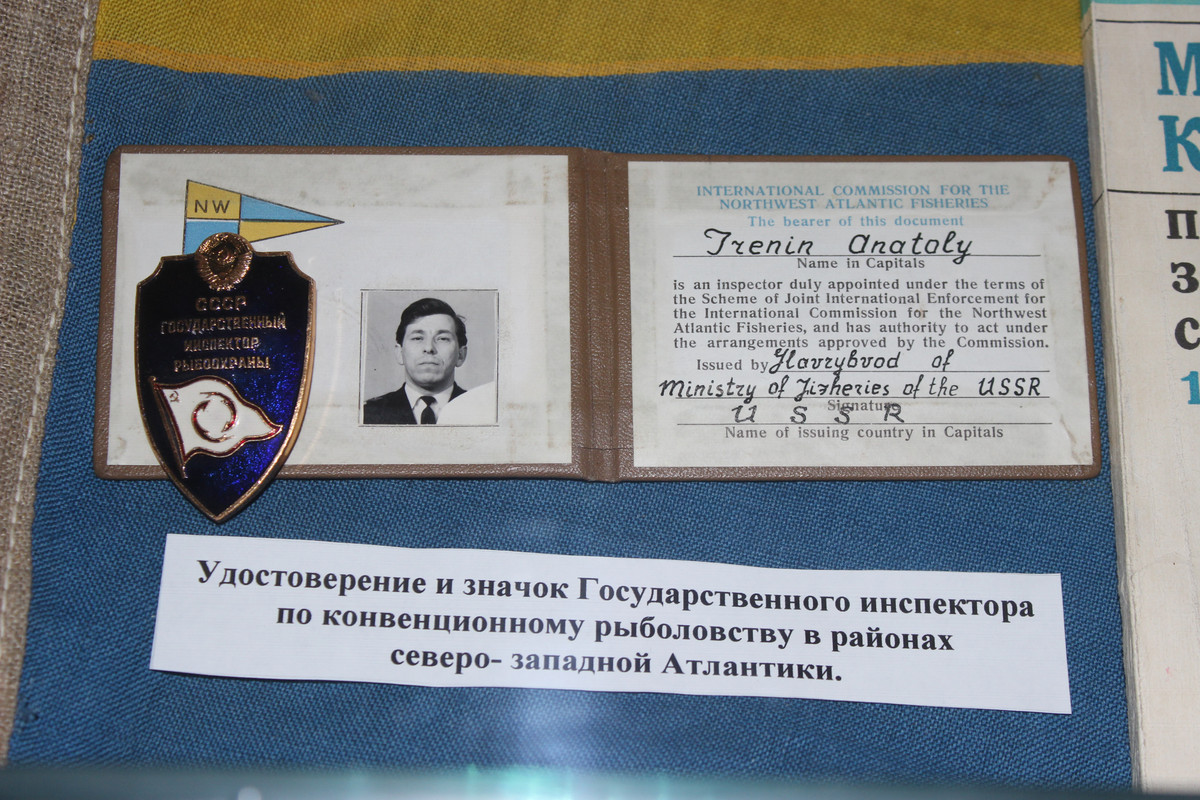 NW
СССР
ГОСУДАРСТВЕННЫЙ
ИНСПЕКТОР
РЫБООХРАНЫ
INTERNATIONAL COMMISSION FOR THE
NORTHWEST ATLANTIC FISHERIES
The bearer of this document
Trenin Anatoly
Name in Capitals
is an inspector duly appointed under the terms of
the Scheme of Joint International Enforcement for
the International Commission for the Northwest
Atlantic Fisheries, and has authority to act under
the arrangements approved by the Commission.
Issued by Glavrybvod of
Ministry of Fisheries of the USSR
Signature
U S S R
Name of issuing country in Capitals
Удостоверение и значок Государственного инспектора
по конвенционному рыболовству в районах
северо- западной Атлантики.
М
К
П
З
С
1